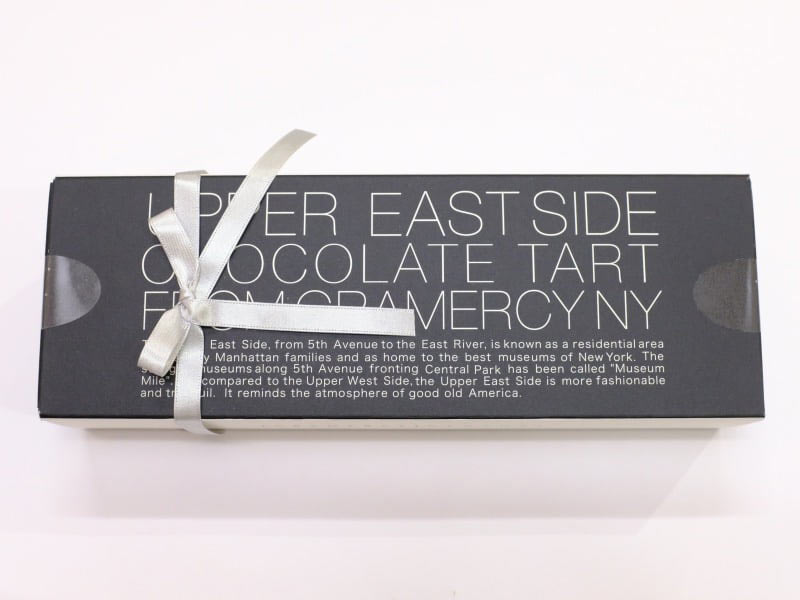 UPPER EAST SIDE
CHOCOLATE TART
FROM GRAMERCY NY
East Side, from 5th Avenue to the East River, is known as a residential area
Manhattan families and as home to the best museums of New York. The
museums along 5th Avenue fronting Central Park has been called "Museum
Mile". compared to the Upper West Side, the Upper East Side is more fashionable
and tranquil. It reminds the atmosphere of good old America.